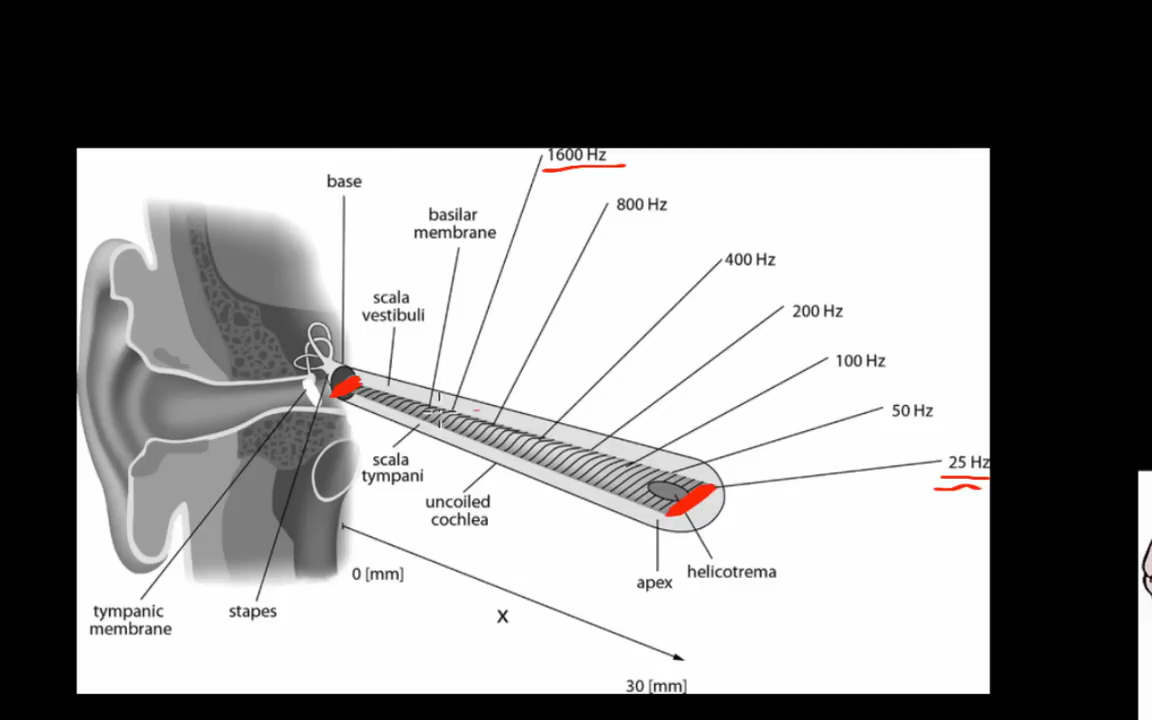 1600 Hz
base
800 Hz
basilar
membrane
400 Hz
scala
vestibuli
200 Hz
100 Hz
50 Hz
25 Hz
scala
tympani
uncoiled
cochlea
0 [mm]
apex
helicotrema
tympanic
membrane
stapes
X
30 [mm]